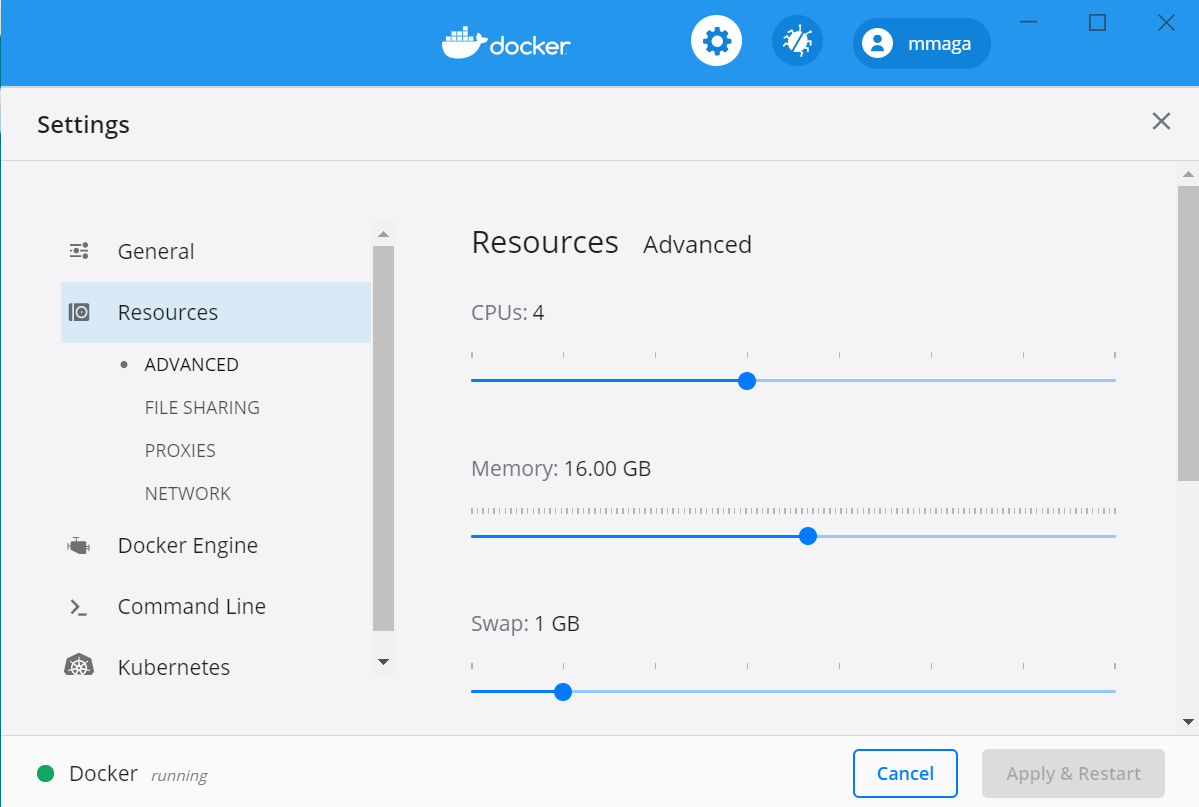 docker
mmaga
Settings
General
Resources
ADVANCED
FILE SHARING
PROXIES
NETWORK
Docker Engine
Command Line
Kubernetes
Resources Advanced
CPUs: 4
Memory: 16.00 GB
Swap: 1 GB
Docker running
Cancel
Apply & Restart